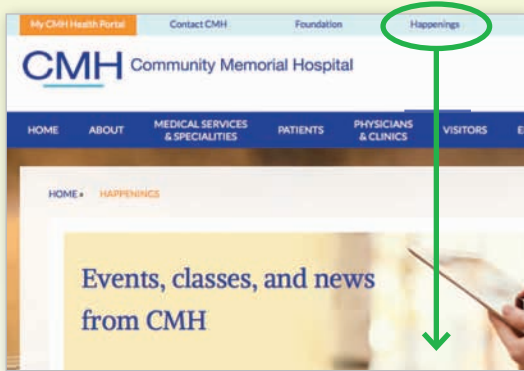 My CMH Health Portal Contact CMH Foundation Happenings
CMH Community Memorial Hospital
HOME ABOUT MEDICAL SERVICES & SPECIALITIES PATIENTS PHYSICIANS & CLINICS VISITORS
HOME » HAPPENINGS
Events, classes, and news
from CMH